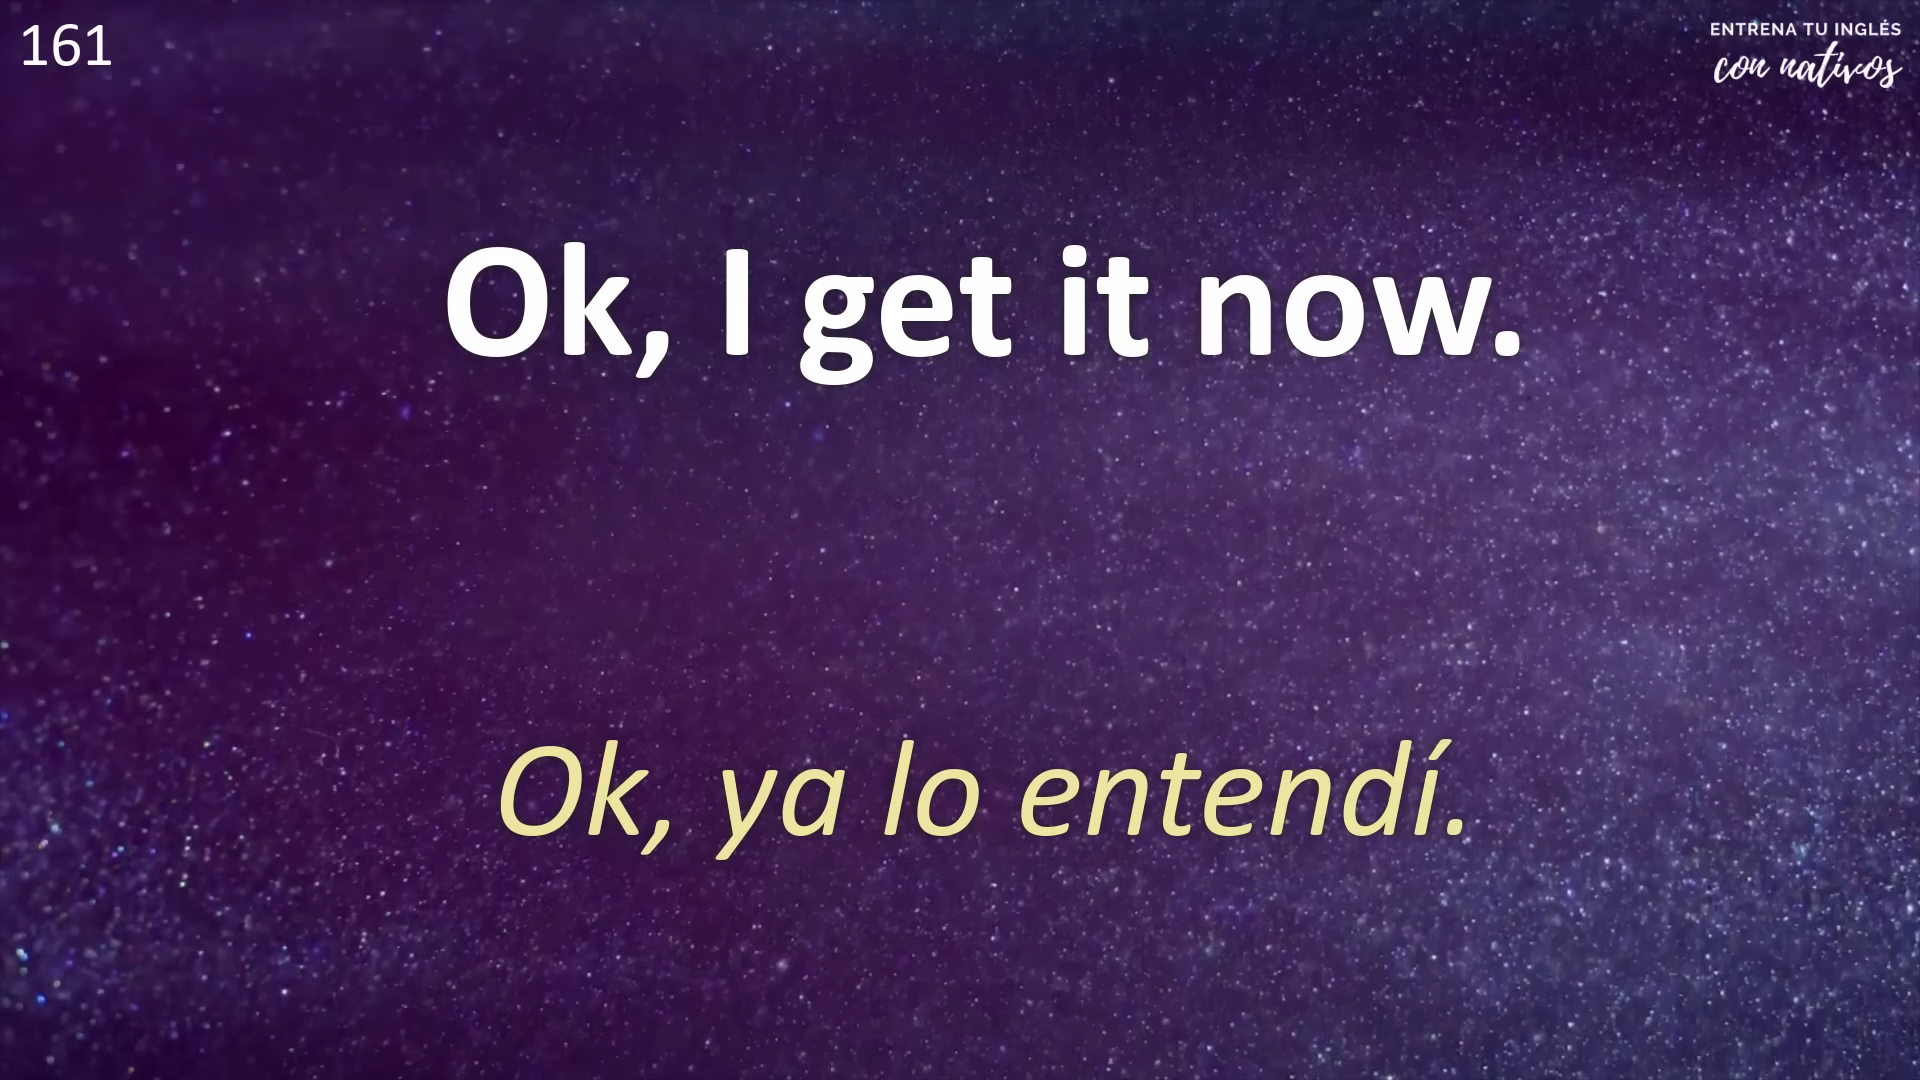 161
ENTRENA TU INGLÉS
con nativos
Ok, I get it now.
Ok, ya lo entendí.